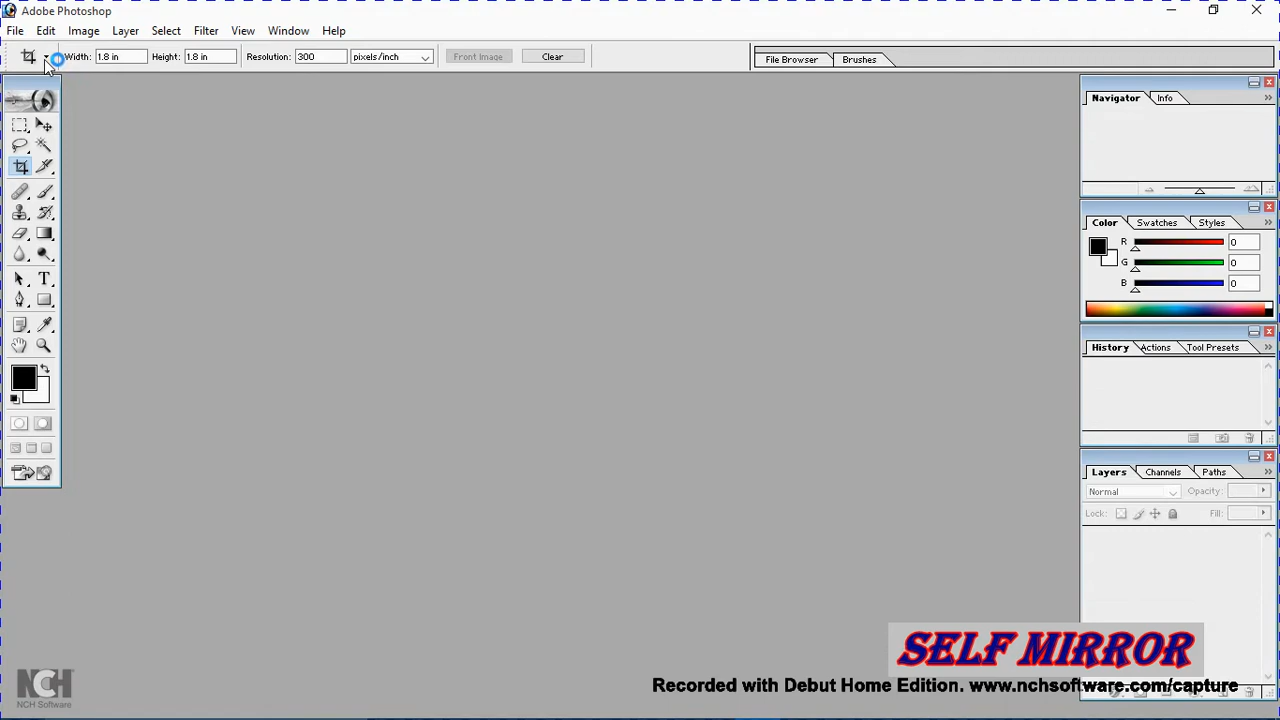 Adobe Photoshop
File Edit Image Layer Select Filter View Window Help
Width: 1.8 in Height: 1.8 in Resolution: 300 pixels/inch Front Image Clear File Browser Brushes
Navigator Info
Color Swatches Styles
R 0
G 0
B 0
T
History Actions Tool Presets
Layers Channels Paths
Normal Opacity:
Lock: Fill:
SELF MIRROR
Recorded with Debut Home Edition. www.nchsoftware.com/capture
NCH
NCH Software